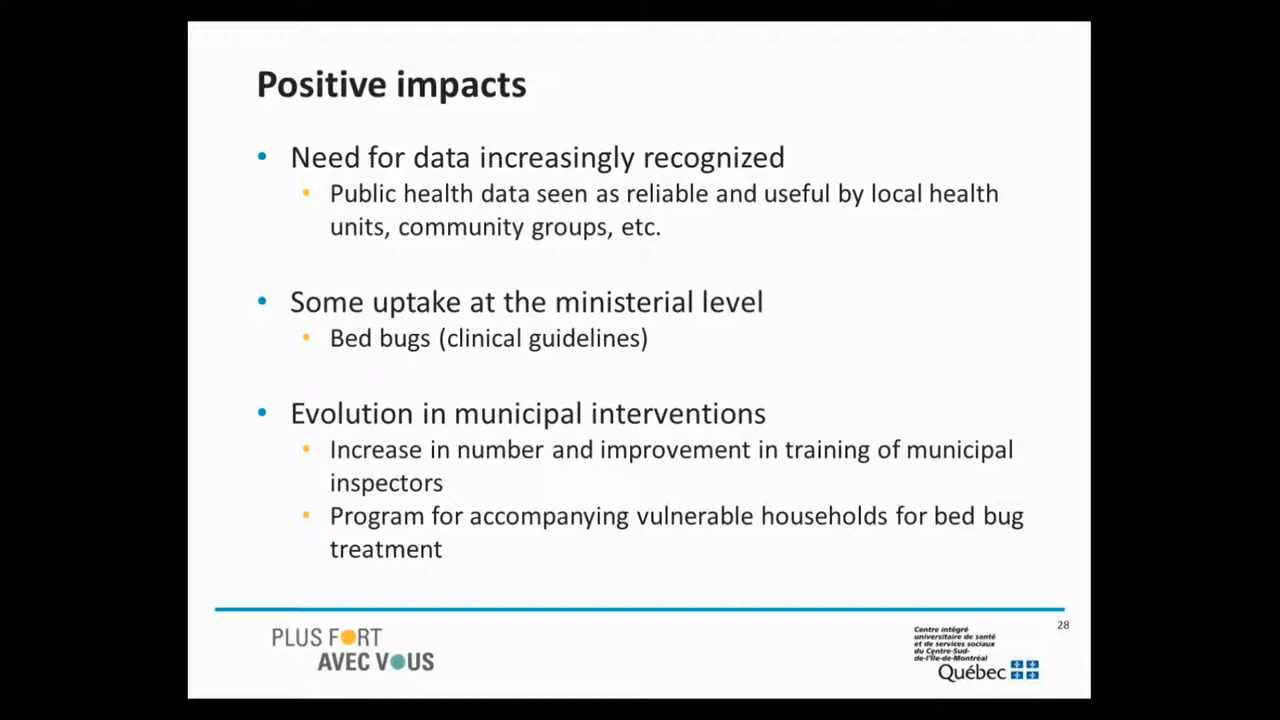 Positive impacts
• Need for data increasingly recognized
• Public health data seen as reliable and useful by local health
units, community groups, etc.
• Some uptake at the ministerial level
• Bed bugs (clinical guidelines)
• Evolution in municipal interventions
• Increase in number and improvement in training of municipal
inspectors
• Program for accompanying vulnerable households for bed bug
treatment
28
PLUS FORT
AVEC VOUS
Centre intégré
universitaire de santé
et de services sociaux
du Centre-Sud-
de-l'Île-de-Montréal
Québec